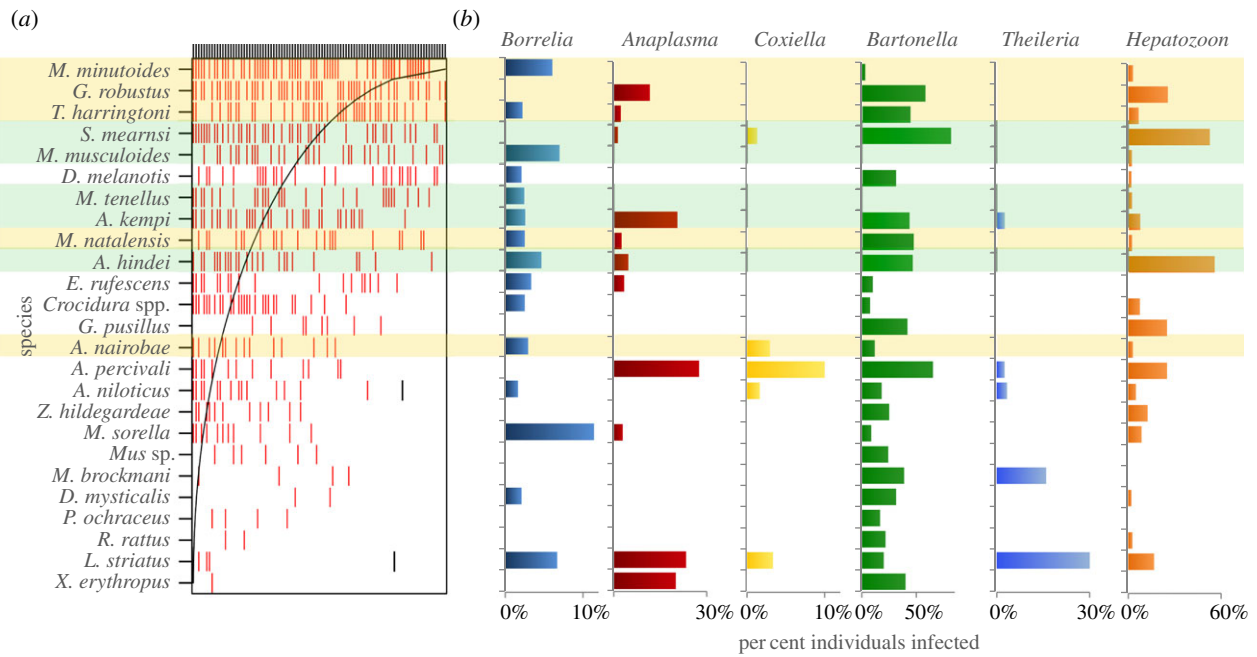 (a)
(b)
Borrelia Anaplasma Coxiella Bartonella Theileria Hepatozoon
species
M. minutoides
G. robustus
T. harringtoni
S. mearnsi
M. musculoides
D. melanotis
M. tenellus
A. kempi
M. natalensis
A. hindei
E. rufescens
Crocidura spp.
G. pusillus
A. nairobae
A. percivali
A. niloticus
Z. hildegardeae
M. sorella
Mus sp.
M. brockmani
D. mysticalis
P. ochraceus
R. rattus
L. striatus
X. erythropus
0% 10% 30% 0% 10% 0% 50% 0% 30% 0% 60%
per cent individuals infected